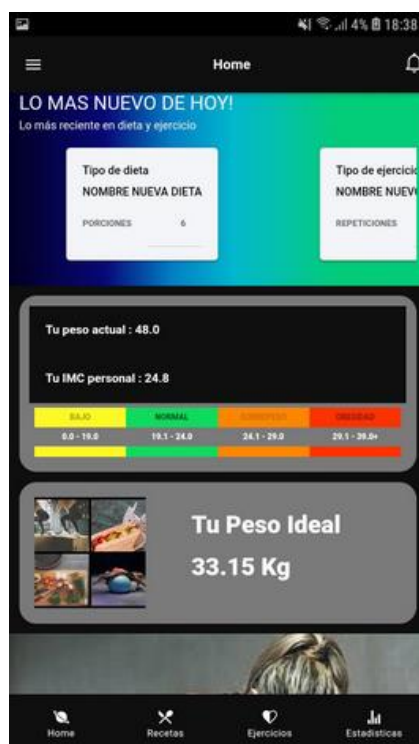 4% 18:38
Home
LO MAS NUEVO DE HOY!
Lo más reciente en dieta y ejercicio
Tipo de dieta
NOMBRE NUEVA DIETA
PORCIONES 6
Tipo de ejercicio
NOMBRE NUEV
REPETICIONES
Tu peso actual : 48.0
Tu IMC personal : 24.8
BAJO NORMAL SOBREPESO OBESIDAD
0.0 - 19.0 19.1 - 24.0 24.1 - 29.0 29.1 - 39.0+
Tu Peso Ideal
33.15 Kg
Home Recetas Ejercicios Estadisticas